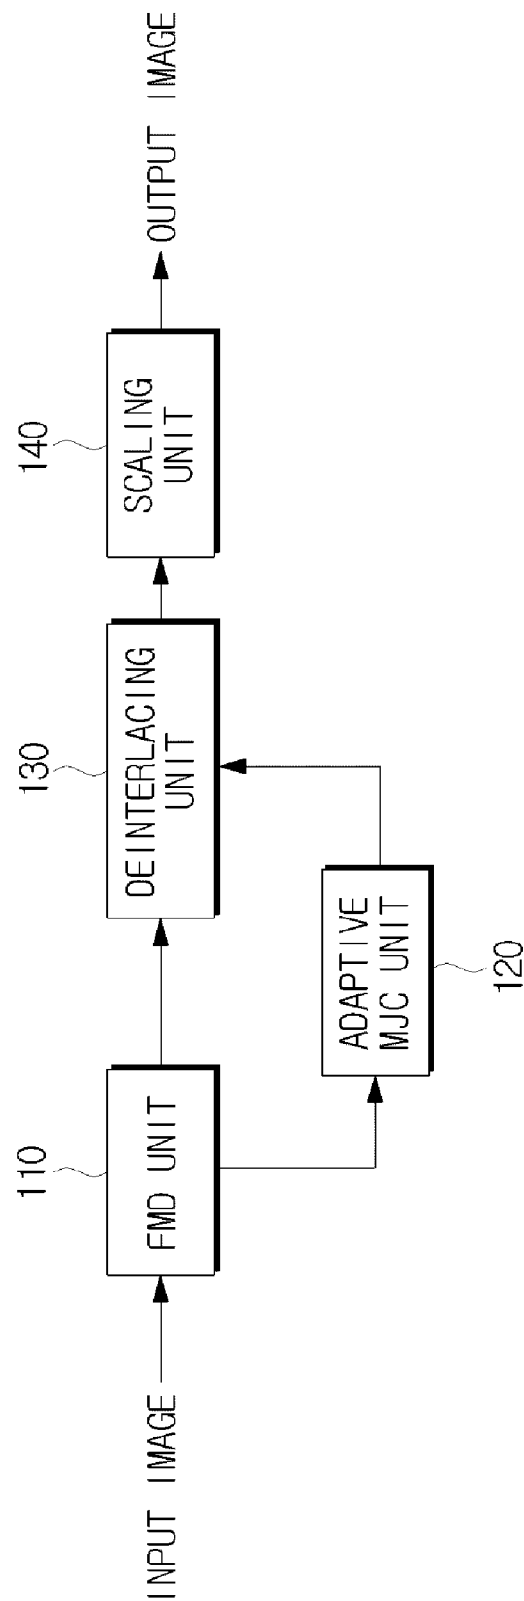 INPUT IMAGE
110
FMD UNIT
120
ADAPTIVE
MJC UNIT
130
DEINTERLACING
UNIT
140
SCALING
UNIT
OUTPUT IMAGE